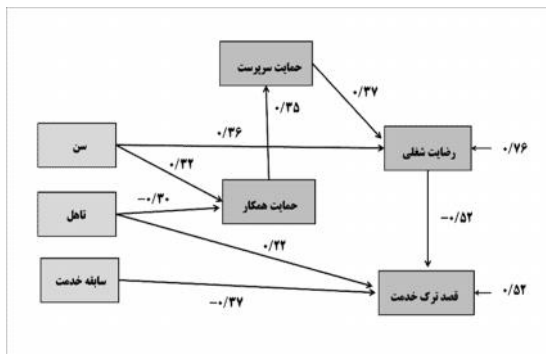 حمایت سرپرست
۰/۳۷
۰/۳۵
۰/۳۶
سن
رضایت شغلی
۰/۷۶
۰/۳۲
-۰/۳۰
حمایت همکار
تاهل
-۰/۵۲
۰/۲۲
سابقه خدمت
-۰/۳۷
قصد ترک خدمت
۰/۵۲